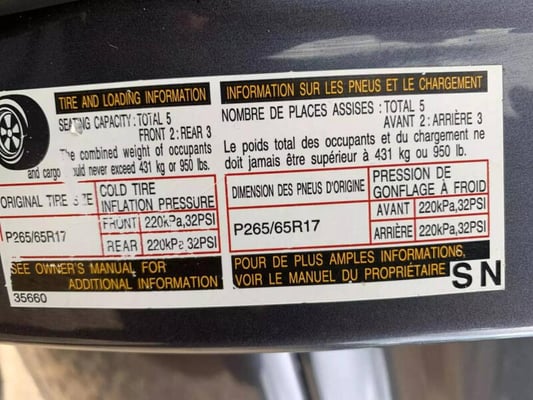 TIRE AND LOADING INFORMATION
SEATING CAPACITY: TOTAL 5
FRONT 2: REAR 3
The combined weight of occupants
and cargo should never exceed 431 kg or 950 lbs.
ORIGINAL TIRE SIZE
COLD TIRE
INFLATION PRESSURE
P265/65R17
FRONT 220kPa,32PSI
REAR 220kPa,32PSI
SEE OWNER'S MANUAL FOR
ADDITIONAL INFORMATION
35660
INFORMATION SUR LES PNEUS ET LE CHARGEMENT
NOMBRE DE PLACES ASSISES: TOTAL 5
AVANT 2: ARRIÈRE 3
Le poids total des occupants et du chargement ne
doit jamais être supérieur à 431 kg ou 950 lb.
DIMENSION DES PNEUS D'ORIGINE
PRESSION DE
GONFLAGE À FROID
P265/65R17
AVANT 220kPa,32PSI
ARRIÈRE 220kPa,32PSI
POUR DE PLUS AMPLES INFORMATIONS,
VOIR LE MANUEL DU PROPRIÉTAIRE
SN